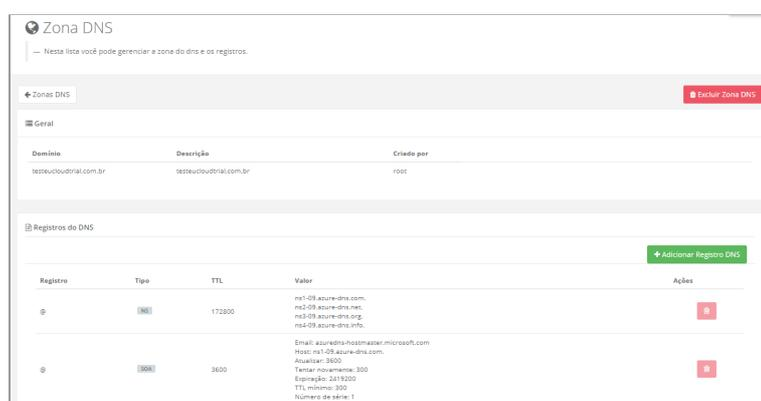 Zona DNS
— Nesta lista você pode gerenciar a zona do dns e os registros.
Zonas DNS
Excluir Zona DNS
Geral
Domínio Descrição Criado por
testeucloudtrial.com.br testeucloudtrial.com.br root
Registros do DNS
Adicionar Registro DNS
Registro Tipo TTL Valor Ações
@ NS 172800
ns1-09.azure-dns.com.
ns2-09.azure-dns.net.
ns3-09.azure-dns.org.
ns4-09.azure-dns.info.
@ SOA 3600
Email: azuredns-hostmaster.microsoft.com
Host: ns1-09.azure-dns.com.
Atualizar: 3600
Tentar novamente: 300
Expiração: 2419200
TTL mínimo: 300
Número de série: 1